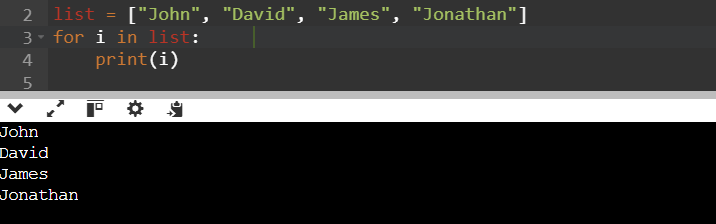 2 list = ["John", "David", "James", "Jonathan"]
3 for i in list:
4     print(i)
5
John
David
James
Jonathan